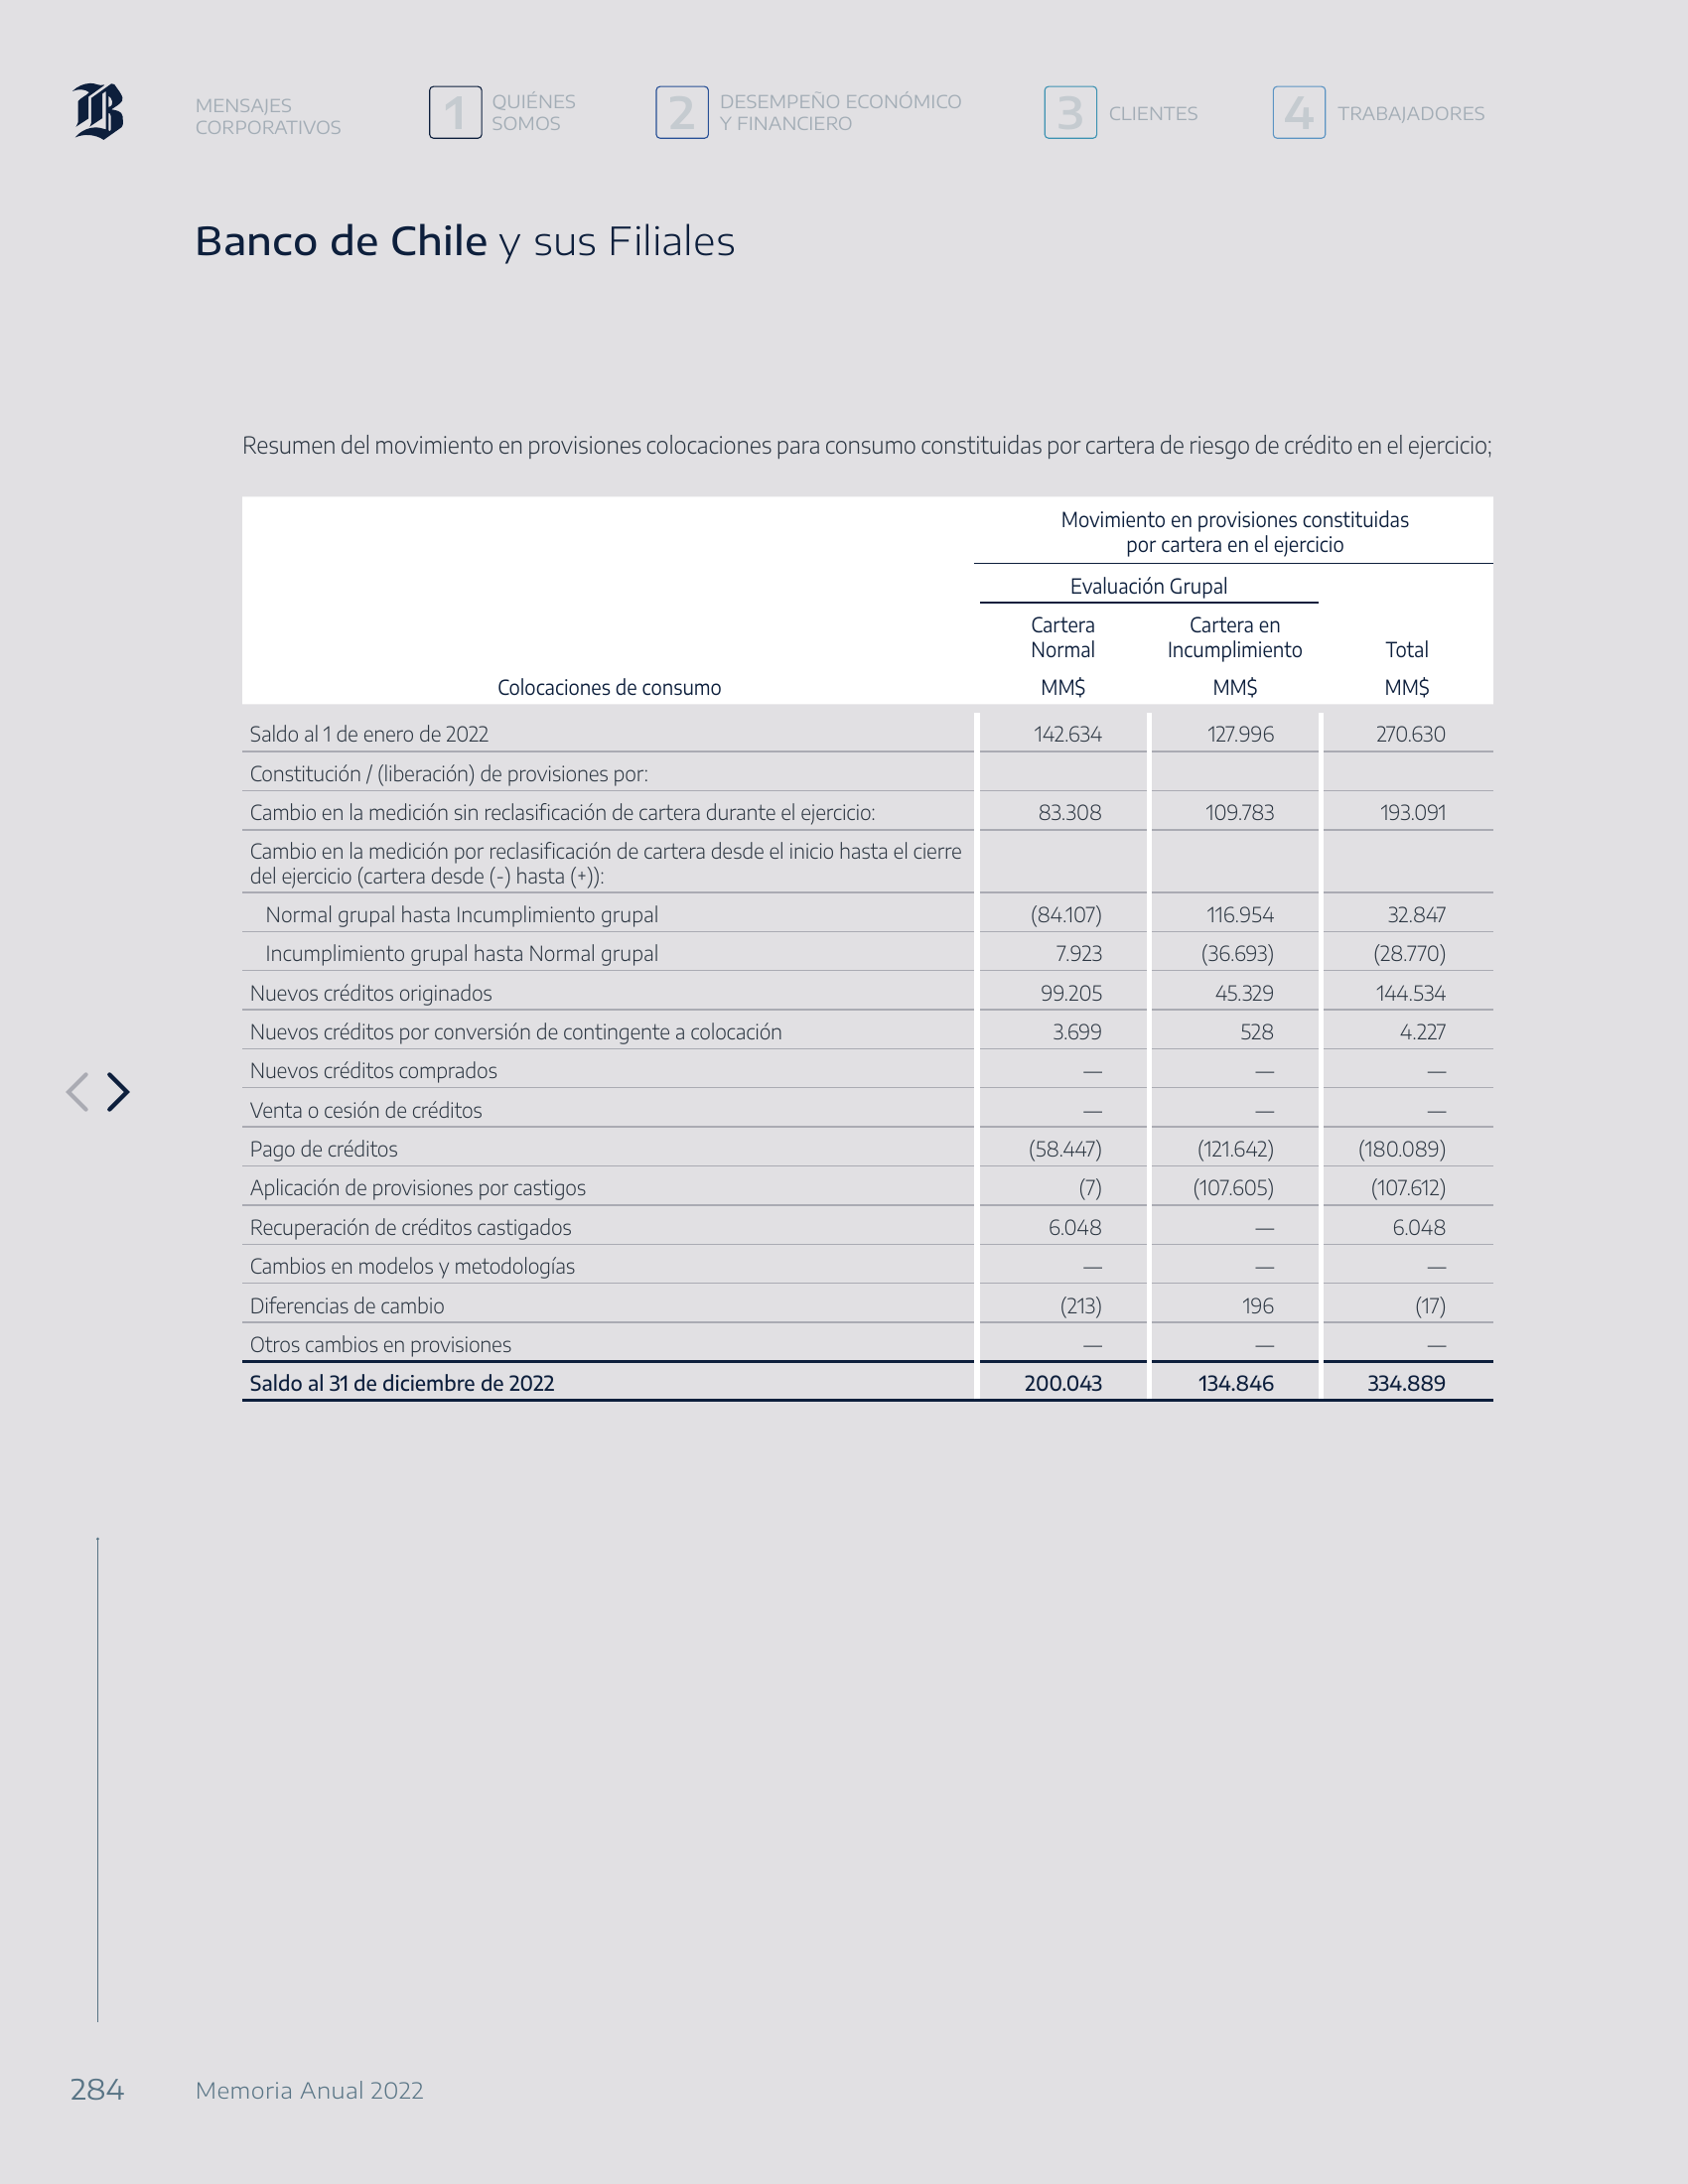 MENSAJES
CORPORATIVOS
1 QUIÉNES
SOMOS
2 DESEMPEÑO ECONÓMICO
Y FINANCIERO
3 CLIENTES
4 TRABAJADORES
Banco de Chile y sus Filiales
Resumen del movimiento en provisiones colocaciones para consumo constituidas por cartera de riesgo de crédito en el ejercicio;
Movimiento en provisiones constituidas
por cartera en el ejercicio
Evaluación Grupal
Cartera Cartera en
Normal Incumplimiento Total
Colocaciones de consumo MM$ MM$ MM$
Saldo al 1 de enero de 2022 142.634 127.996 270.630
Constitución / (liberación) de provisiones por:
Cambio en la medición sin reclasificación de cartera durante el ejercicio: 83.308 109.783 193.091
Cambio en la medición por reclasificación de cartera desde el inicio hasta el cierre
del ejercicio (cartera desde (-) hasta (+)):
Normal grupal hasta Incumplimiento grupal (84.107) 116.954 32.847
Incumplimiento grupal hasta Normal grupal 7.923 (36.693) (28.770)
Nuevos créditos originados 99.205 45.329 144.534
Nuevos créditos por conversión de contingente a colocación 3.699 528 4.227
Nuevos créditos comprados — — —
Venta o cesión de créditos — — —
Pago de créditos (58.447) (121.642) (180.089)
Aplicación de provisiones por castigos (7) (107.605) (107.612)
Recuperación de créditos castigados 6.048 — 6.048
Cambios en modelos y metodologías — — —
Diferencias de cambio (213) 196 (17)
Otros cambios en provisiones — — —
Saldo al 31 de diciembre de 2022 200.043 134.846 334.889
284 Memoria Anual 2022